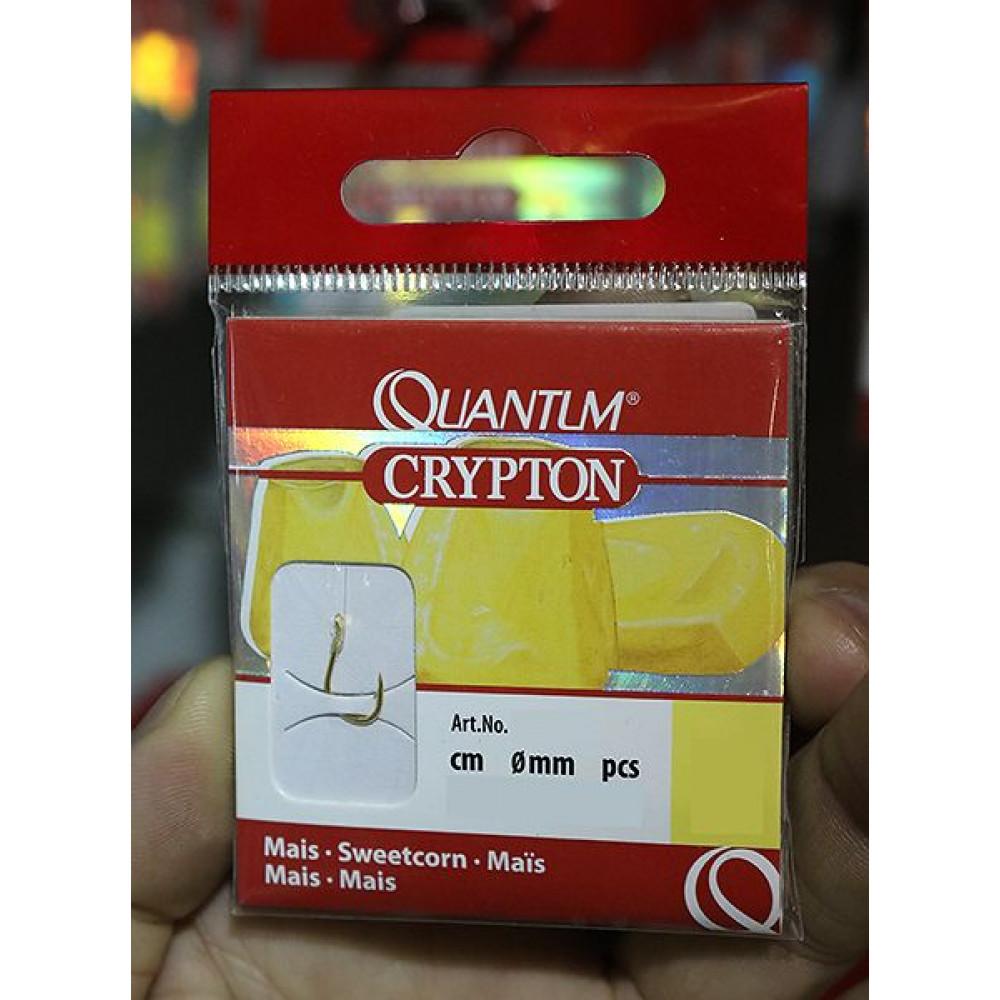 QUANTUM®
CRYPTON
Art.No.
cm Ømm pcs
Mais · Sweetcorn · Maïs
Mais · Mais